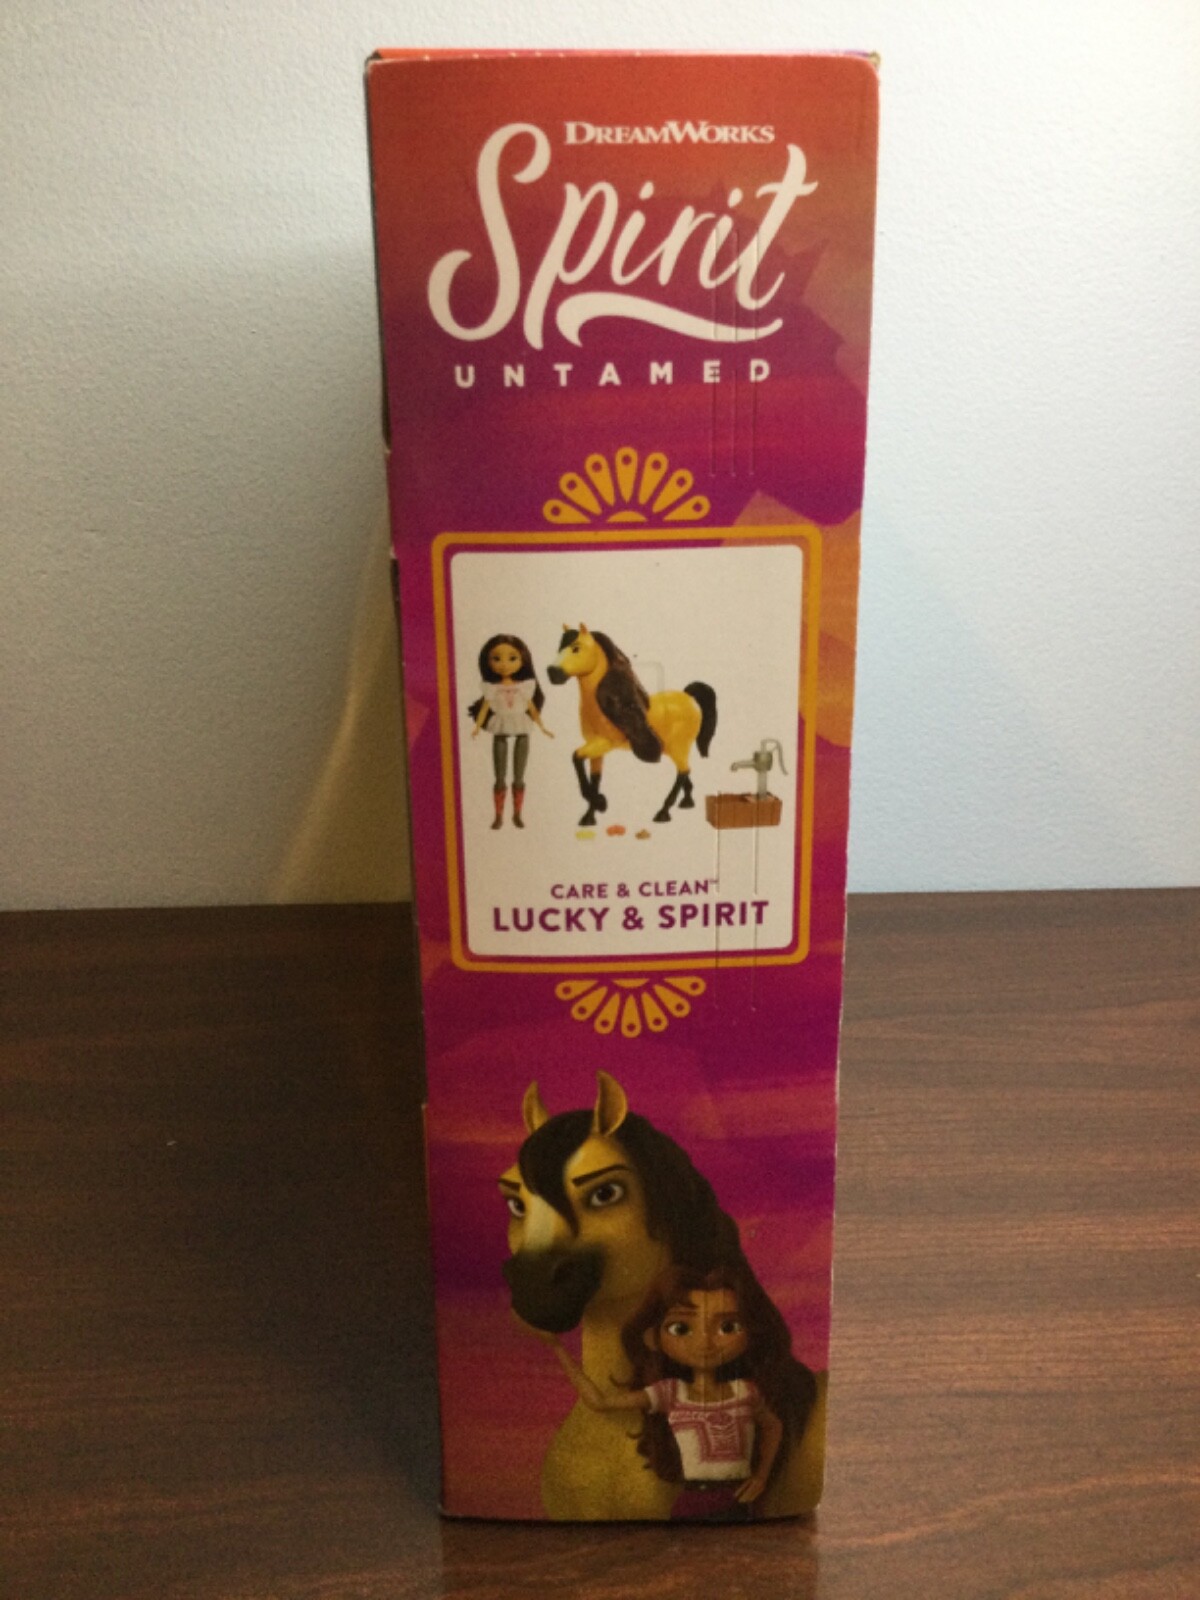 DREAMWORKS
Spirit
UNTAMED
CARE & CLEAN™
LUCKY & SPIRIT